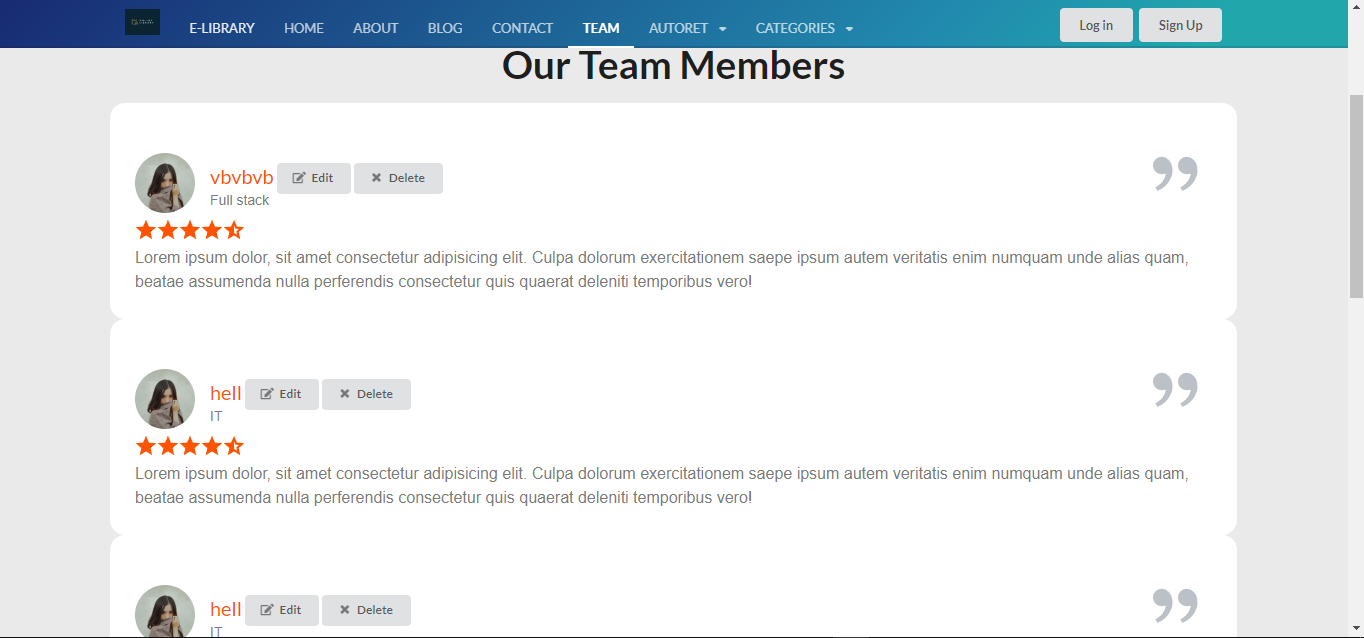 E-LIBRARY HOME ABOUT BLOG CONTACT TEAM AUTORET CATEGORIES Log in Sign Up
Our Team Members
vbvbvb Edit Delete
Full stack
Lorem ipsum dolor, sit amet consectetur adipisicing elit. Culpa dolorum exercitationem saepe ipsum autem veritatis enim numquam unde alias quam,
beatae assumenda nulla perferendis consectetur quis quaerat deleniti temporibus vero!
hell Edit Delete
IT
Lorem ipsum dolor, sit amet consectetur adipisicing elit. Culpa dolorum exercitationem saepe ipsum autem veritatis enim numquam unde alias quam,
beatae assumenda nulla perferendis consectetur quis quaerat deleniti temporibus vero!
hell Edit Delete
IT